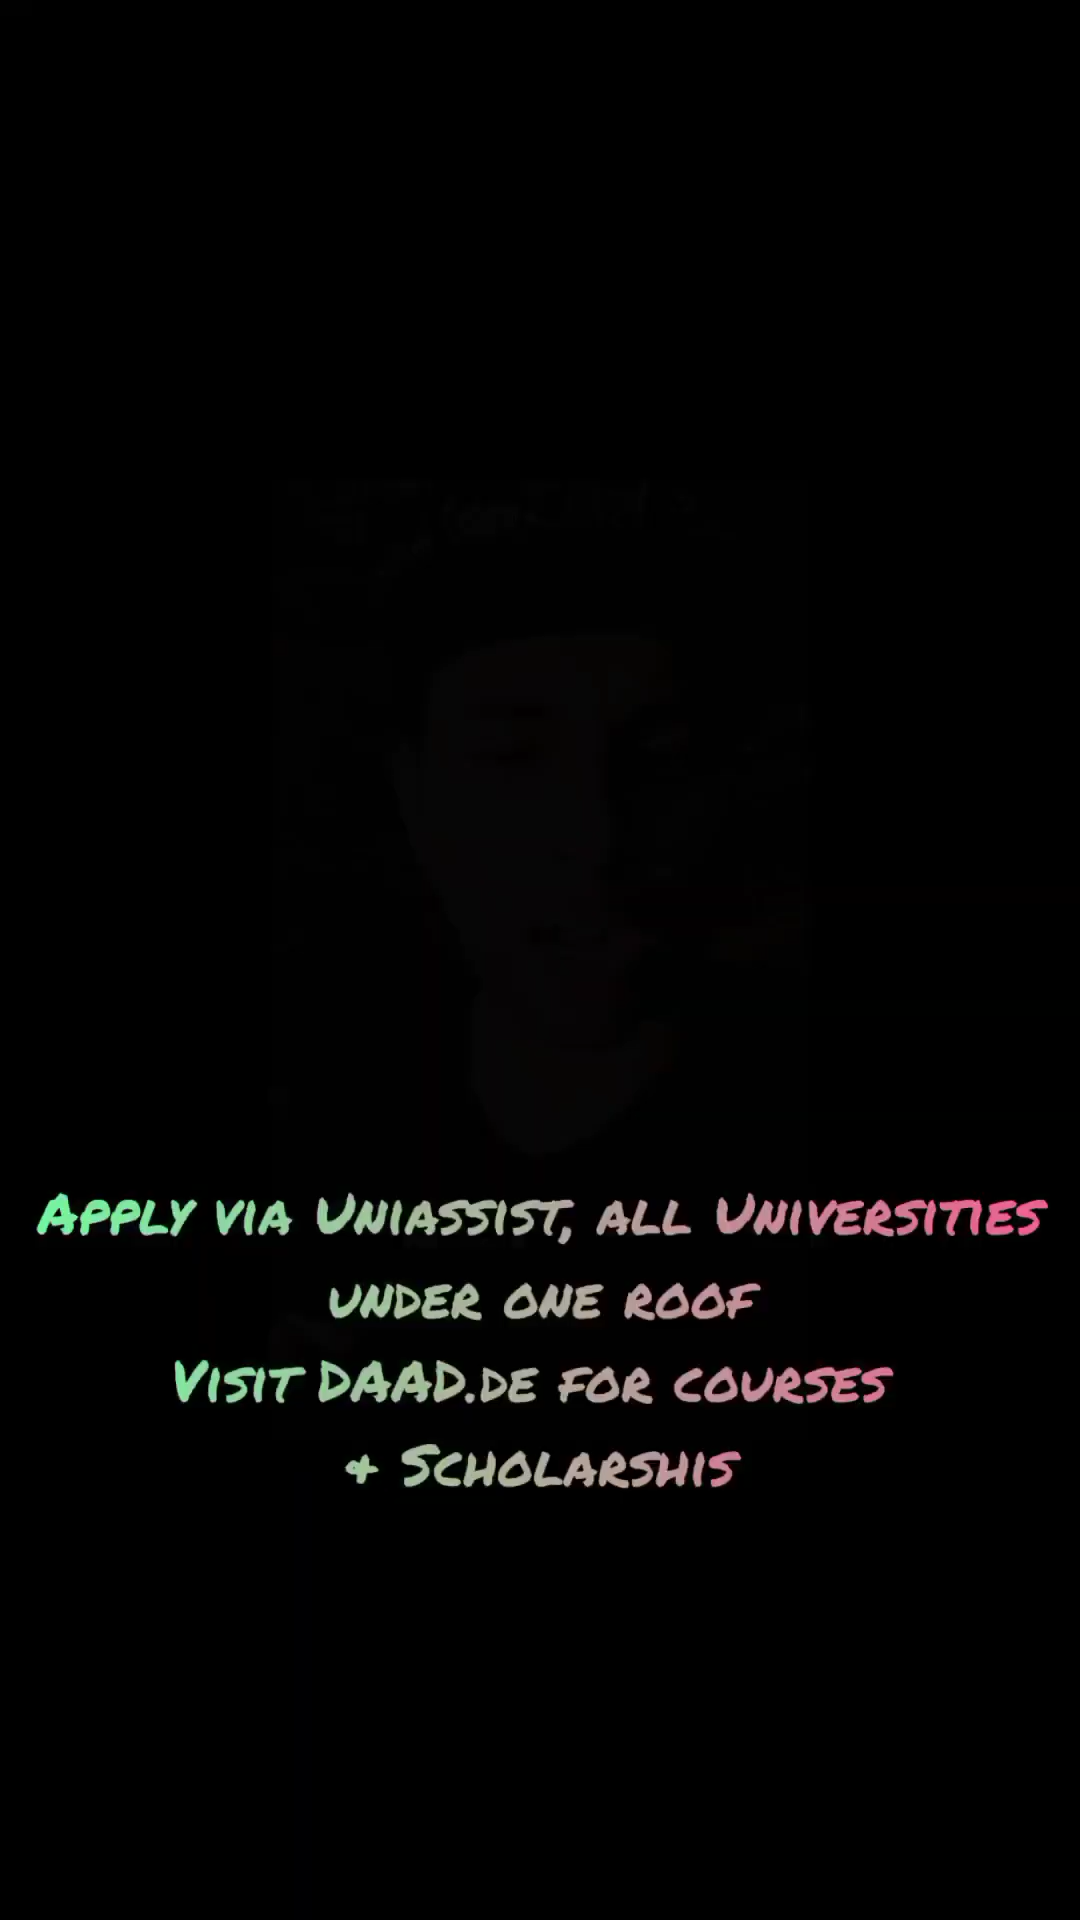 Apply via Uniassist, all Universities
under one roof
Visit DAAD.de for courses
& Scholarshis